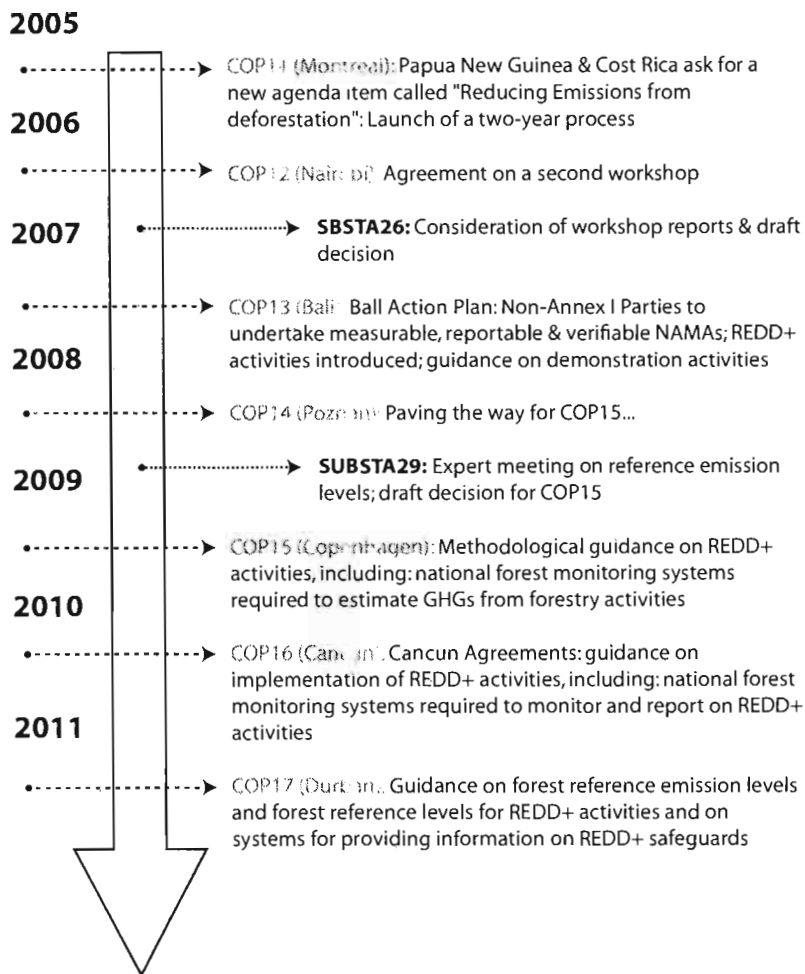 2005
COP11 (Montreal): Papua New Guinea & Cost Rica ask for a
new agenda item called "Reducing Emissions from
deforestation": Launch of a two-year process
2006
COP12 (Nairobi) Agreement on a second workshop
2007
SBSTA26: Consideration of workshop reports & draft
decision
COP13 (Bali) Ball Action Plan: Non-Annex I Parties to
undertake measurable, reportable & verifiable NAMAs; REDD+
activities introduced; guidance on demonstration activities
2008
COP14 (Poznan) Paving the way for COP15...
2009
SUBSTA29: Expert meeting on reference emission
levels; draft decision for COP15
COP15 (Copenhagen): Methodological guidance on REDD+
activities, including: national forest monitoring systems
required to estimate GHGs from forestry activities
2010
COP16 (Cancun). Cancun Agreements: guidance on
implementation of REDD+ activities, including: national forest
monitoring systems required to monitor and report on REDD+
activities
2011
COP17 (Durban). Guidance on forest reference emission levels
and forest reference levels for REDD+ activities and on
systems for providing information on REDD+ safeguards